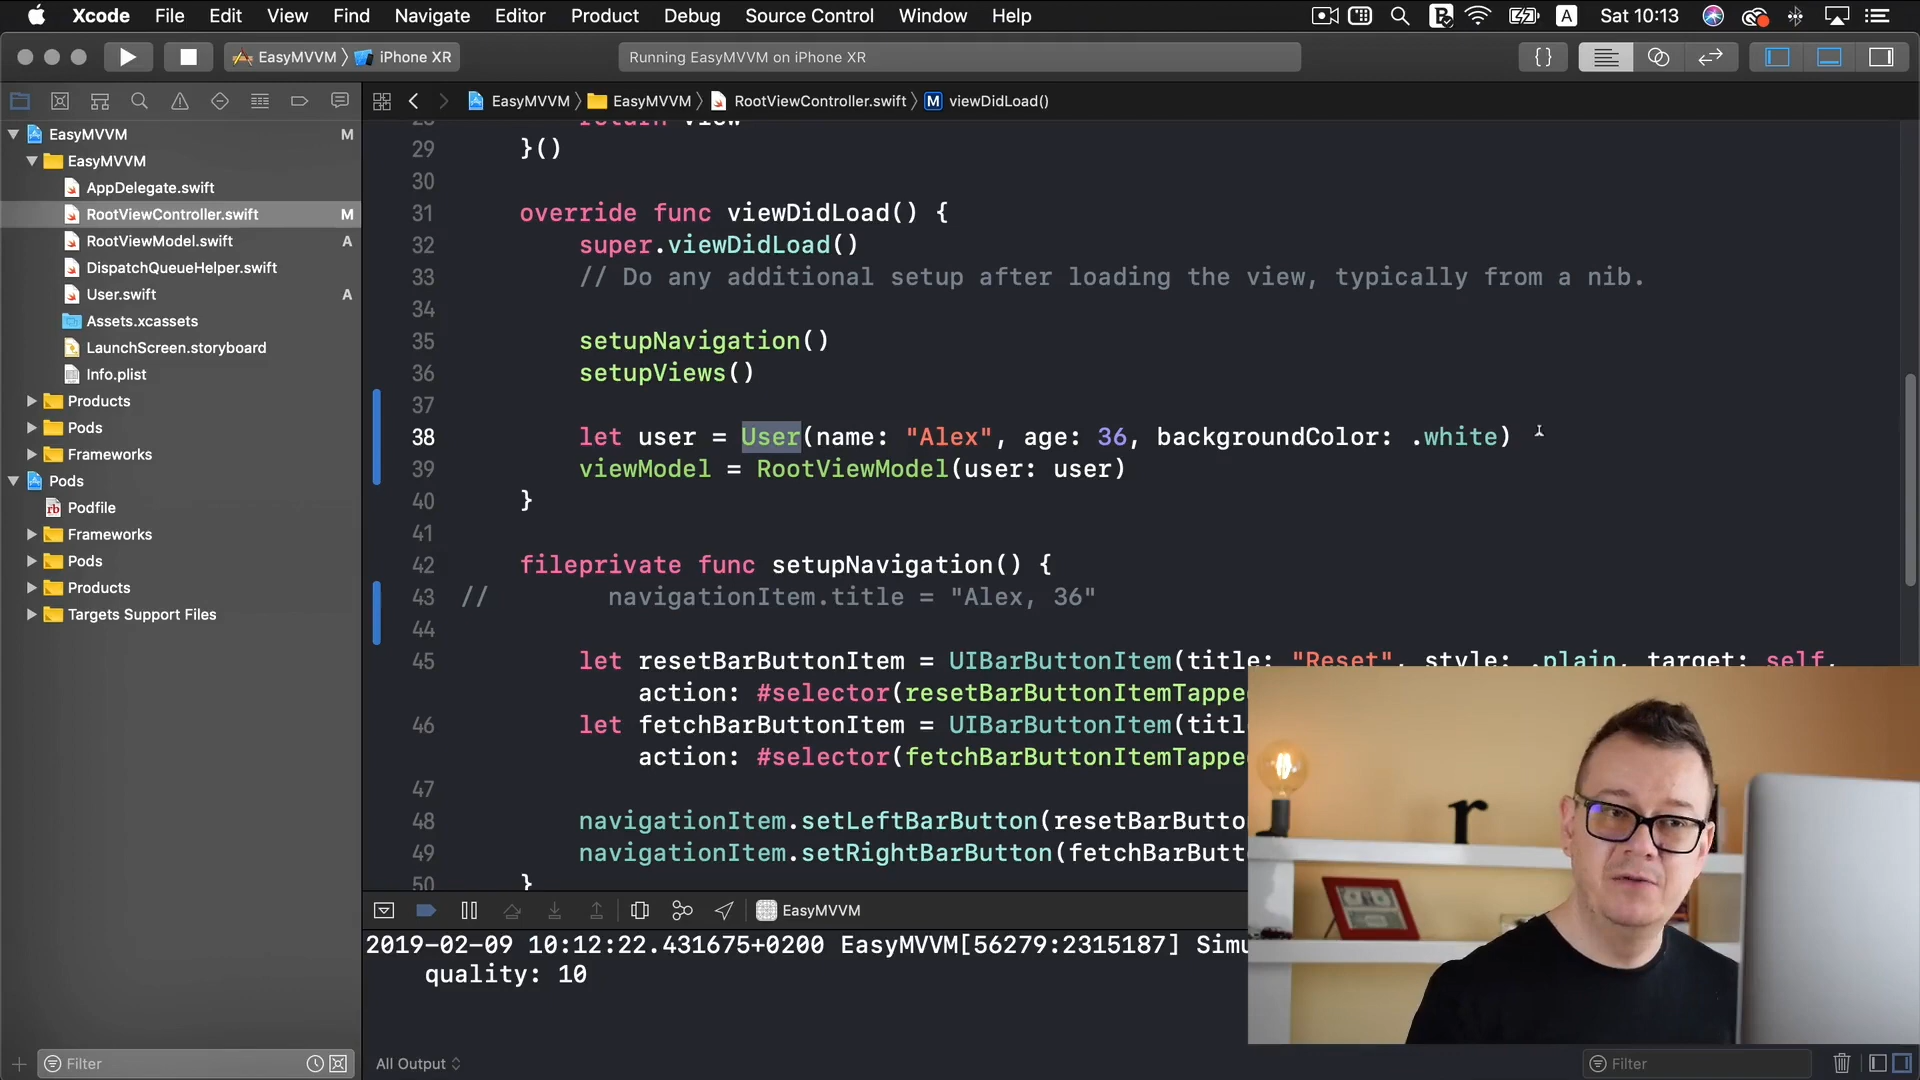 Xcode File Edit View Find Navigate Editor Product Debug Source Control Window Help A Sat 10:13
EasyMVVM 〉 iPhone XR
Running EasyMVVM on iPhone XR
{ }
EasyMVVM 〉 EasyMVVM 〉 RootViewController.swift 〉 M viewDidLoad()
EasyMVVM M
EasyMVVM
AppDelegate.swift
RootViewController.swift M
RootViewModel.swift A
DispatchQueueHelper.swift
User.swift A
Assets.xcassets
LaunchScreen.storyboard
Info.plist
Products
Pods
Frameworks
Pods
rb Podfile
Frameworks
Pods
Products
Targets Support Files
Filter
28 return view
29 }()
30
31 override func viewDidLoad() {
32 super.viewDidLoad()
33 // Do any additional setup after loading the view, typically from a nib.
34
35 setupNavigation()
36 setupViews()
37
38 let user = User(name: "Alex", age: 36, backgroundColor: .white)
39 viewModel = RootViewModel(user: user)
40 }
41
42 fileprivate func setupNavigation() {
43 // navigationItem.title = "Alex, 36"
44
45 let resetBarButtonItem = UIBarButtonItem(title: "Reset", style: .plain, target: self,
action: #selector(resetBarButtonItemTappe
46 let fetchBarButtonItem = UIBarButtonItem(titl
action: #selector(fetchBarButtonItemTappe
47
48 navigationItem.setLeftBarButton(resetBarButto
49 navigationItem.setRightBarButton(fetchBarButt
50 }
EasyMVVM
2019-02-09 10:12:22.431675+0200 EasyMVVM[56279:2315187] Simu
quality: 10
All Output
Filter
r